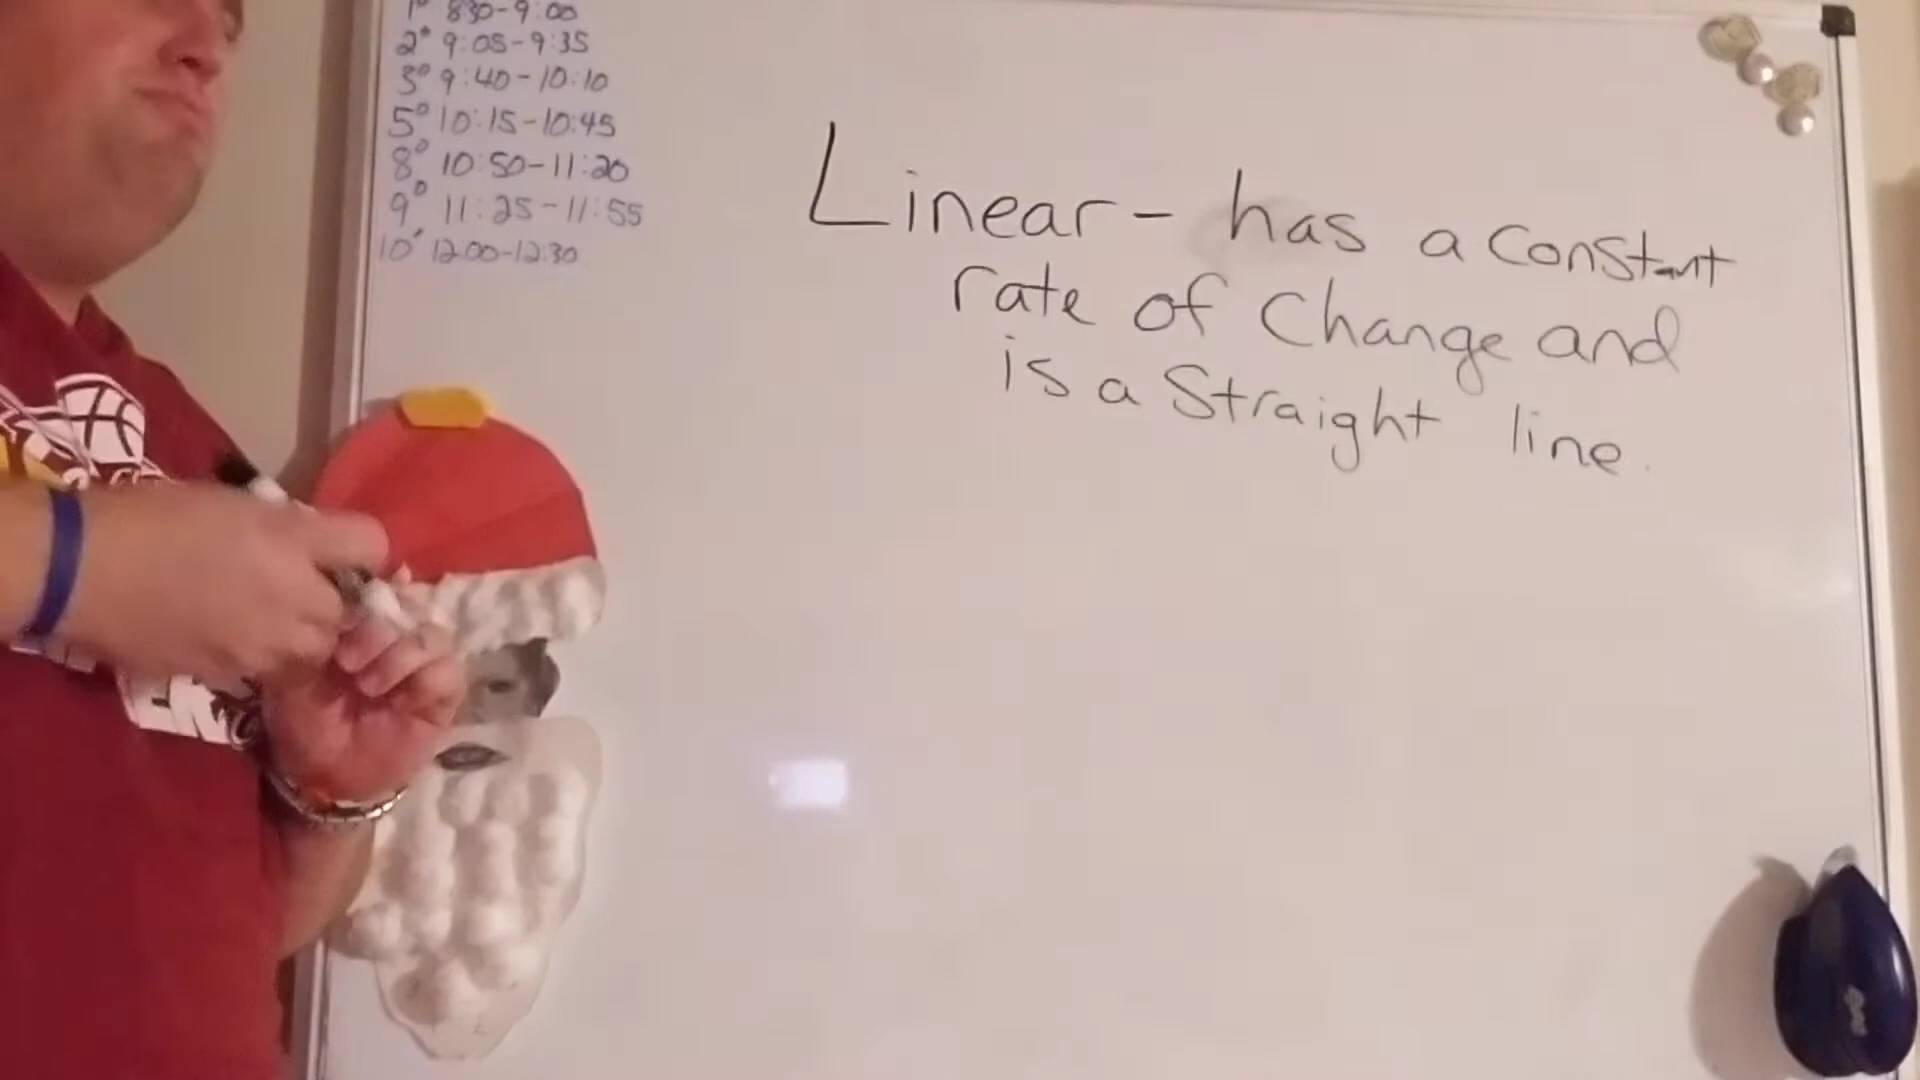 1° 830-9:00
2° 9:05-9:35
3° 9:40-10:10
5° 10:15-10:45
8° 10:50-11:20
9° 11:25-11:55
10° 12:00-12:30
Linear- has a constant
rate of change and
is a straight line.